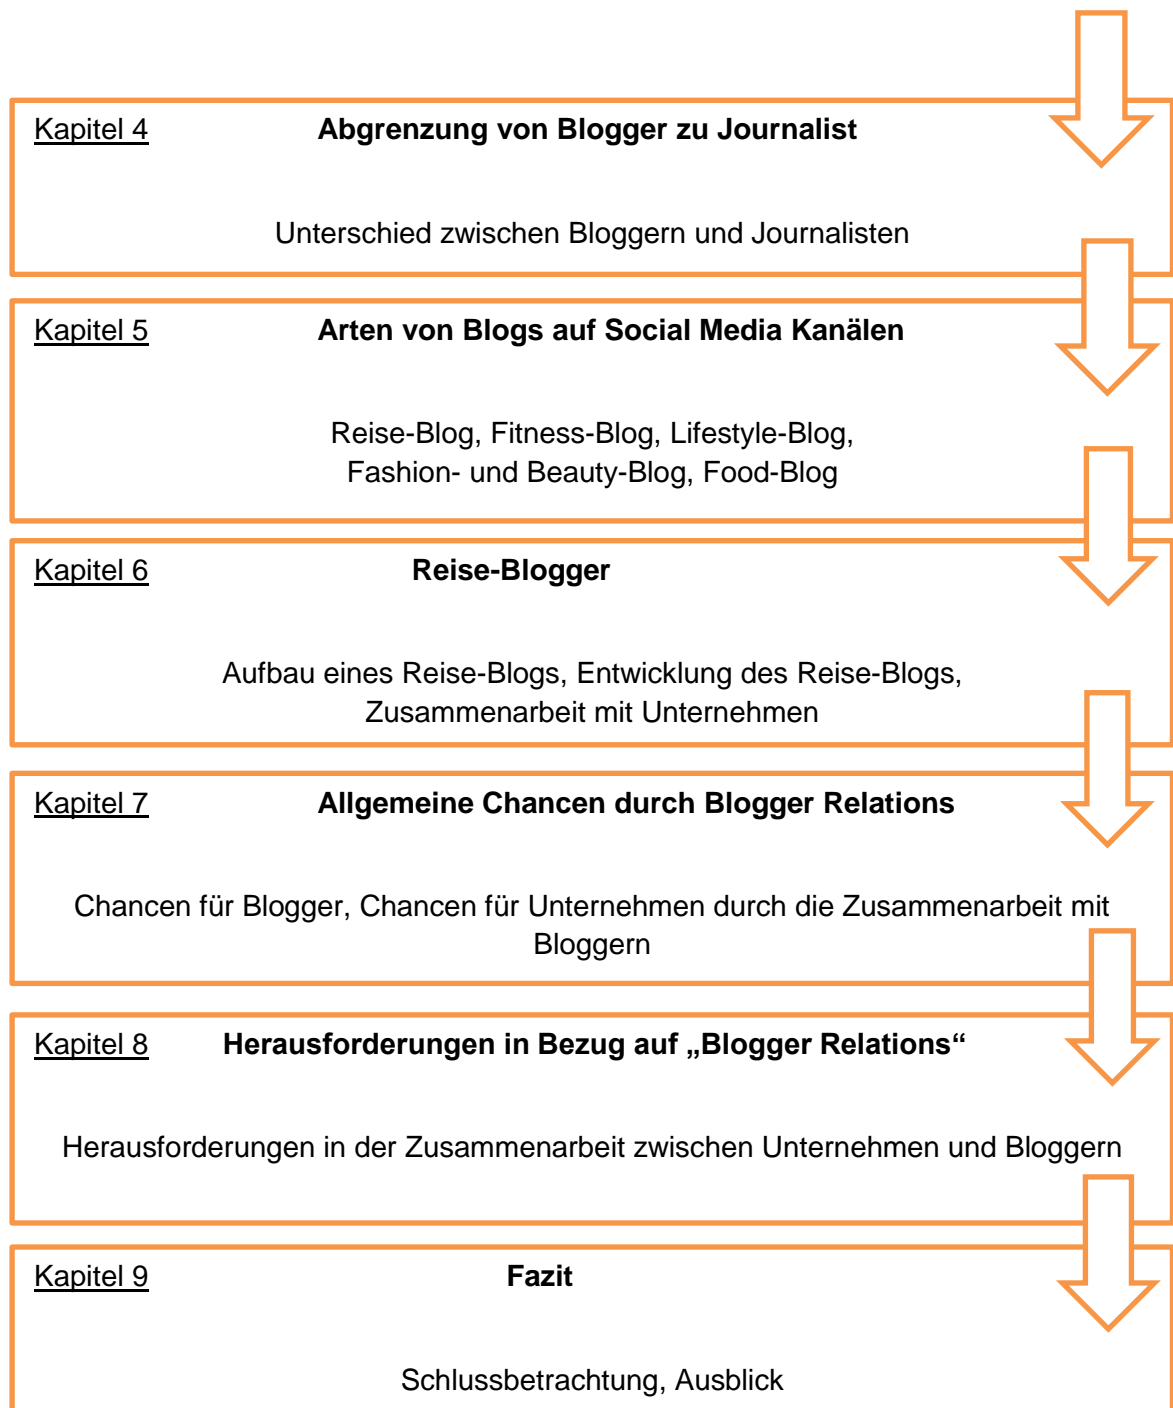 Kapitel 4 Abgrenzung von Blogger zu Journalist
Unterschied zwischen Bloggern und Journalisten
Kapitel 5 Arten von Blogs auf Social Media Kanälen
Reise-Blog, Fitness-Blog, Lifestyle-Blog,
Fashion- und Beauty-Blog, Food-Blog
Kapitel 6 Reise-Blogger
Aufbau eines Reise-Blogs, Entwicklung des Reise-Blogs,
Zusammenarbeit mit Unternehmen
Kapitel 7 Allgemeine Chancen durch Blogger Relations
Chancen für Blogger, Chancen für Unternehmen durch die Zusammenarbeit mit
Bloggern
Kapitel 8 Herausforderungen in Bezug auf „Blogger Relations“
Herausforderungen in der Zusammenarbeit zwischen Unternehmen und Bloggern
Kapitel 9 Fazit
Schlussbetrachtung, Ausblick